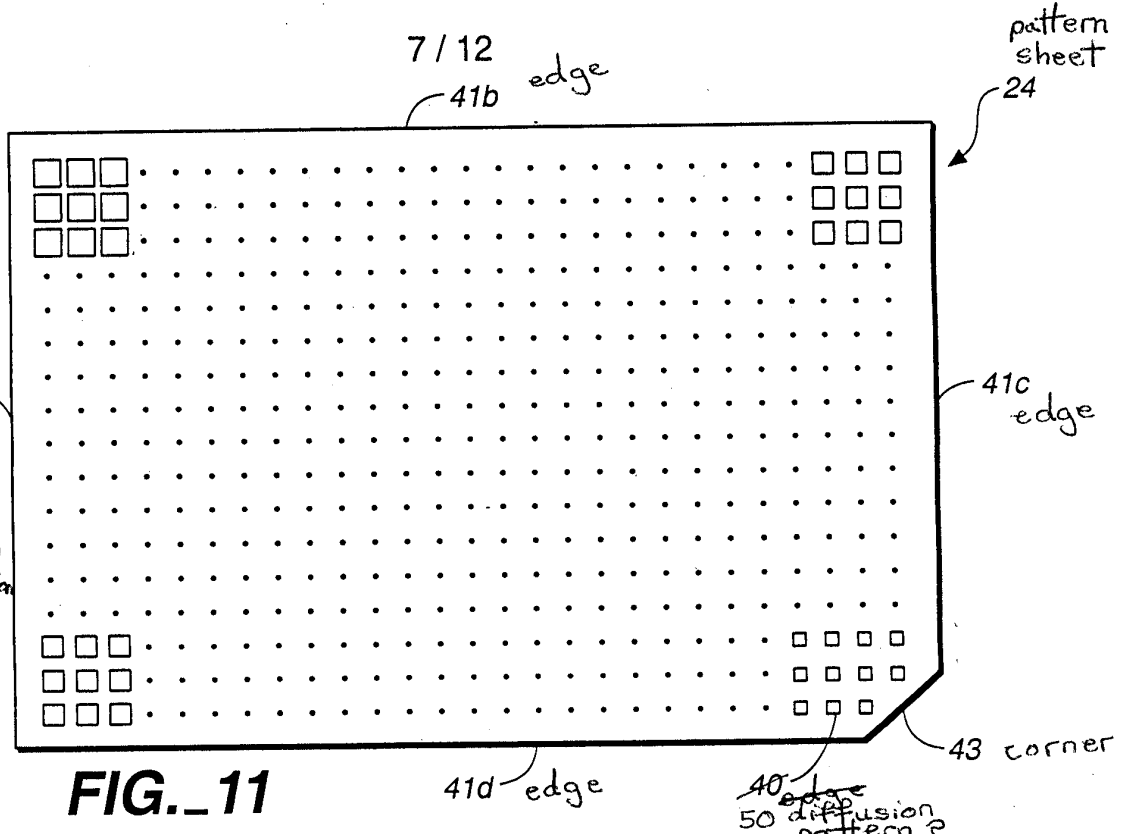 7 / 12
pattern
sheet
41b edge
24
41c
edge
43 corner
41d edge
40 edge
50 diffusion
pattern ?
FIG._11